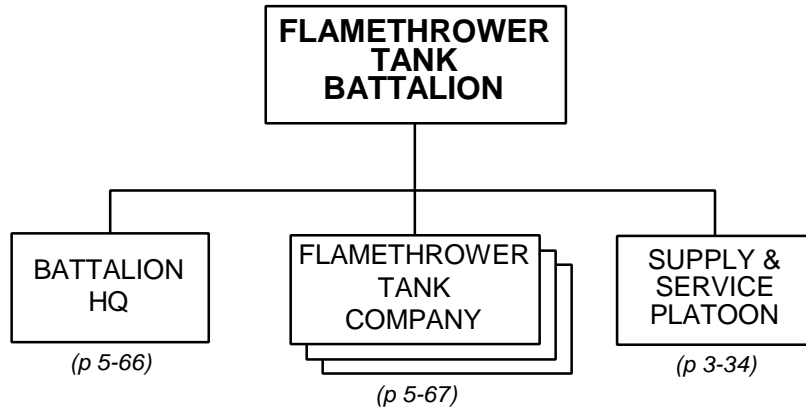 FLAMETHROWER
TANK
BATTALION
BATTALION
HQ
(p 5-66)
FLAMETHROWER
TANK
COMPANY
(p 5-67)
SUPPLY &
SERVICE
PLATOON
(p 3-34)